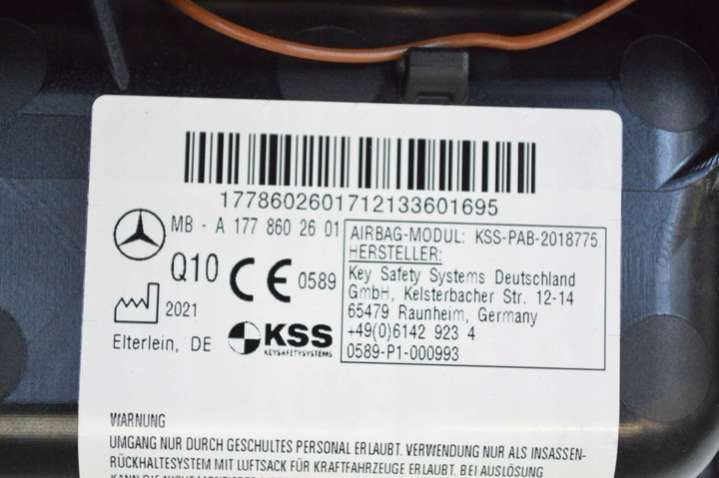 1778602601712133601695
MB - A 177 860 26 01
AIRBAG-MODUL: KSS-PAB-2018775
HERSTELLER:
Key Safety Systems Deutschland
GmbH, Kelsterbacher Str. 12-14
65479 Raunheim, Germany
+49(0)6142 923 4
0589-P1-000993
Q10 CE 0589
2021
Elterlein, DE
KSS
KEYSAFETYSYSTEMS
WARNUNG
UMGANG NUR DURCH GESCHULTES PERSONAL ERLAUBT. VERWENDUNG NUR ALS INSASSEN-
RÜCKHALTESYSTEM MIT LUFTSACK FÜR KRAFTFAHRZEUGE ERLAUBT. BEI AUSLÖSUNG